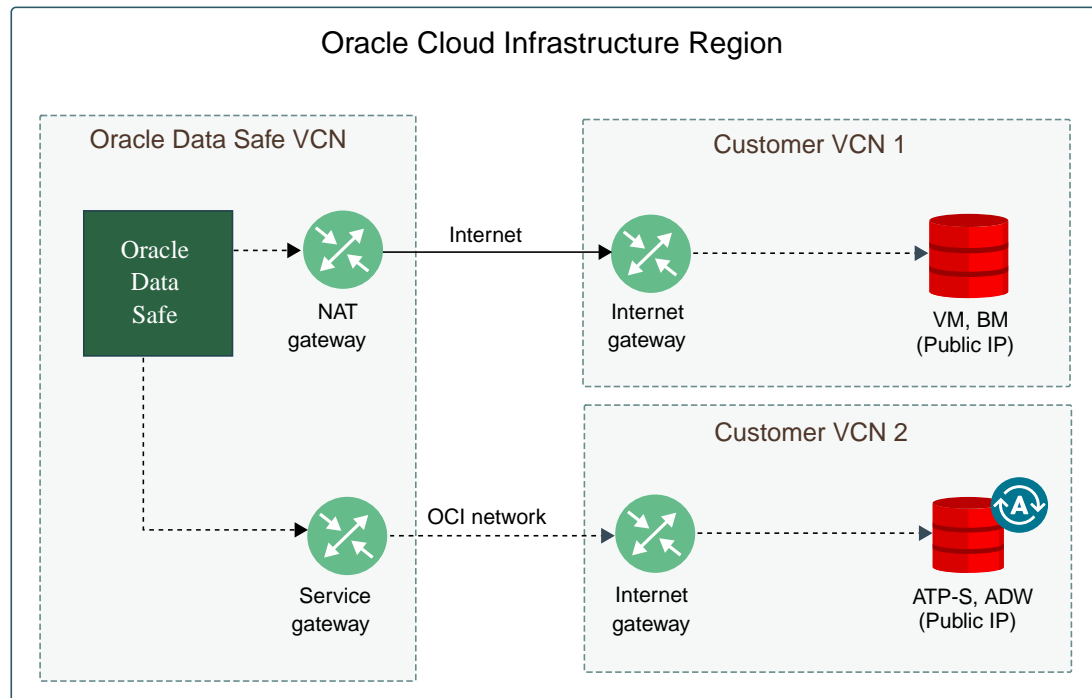 Oracle Cloud Infrastructure Region
Oracle Data Safe VCN
Oracle
Data
Safe
NAT
gateway
Internet
Service
gateway
OCI network
Customer VCN 1
Internet
gateway
VM, BM
(Public IP)
Customer VCN 2
Internet
gateway
A
ATP-S, ADW
(Public IP)